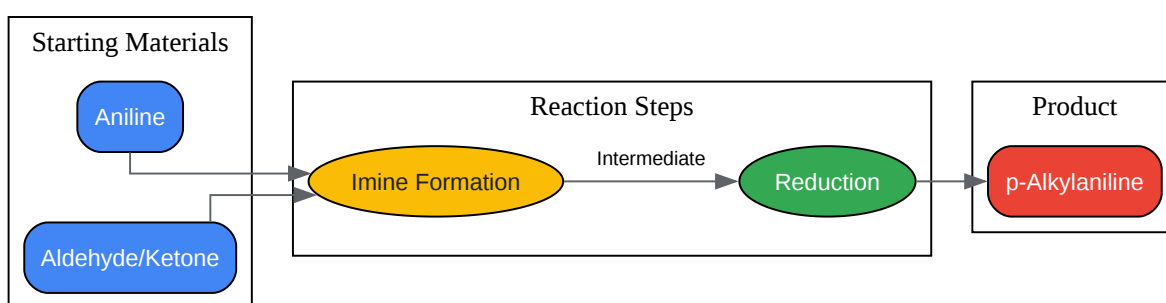 Starting Materials
Aniline
Aldehyde/Ketone
Reaction Steps
Imine Formation
Intermediate
Reduction
Product
p-Alkylaniline